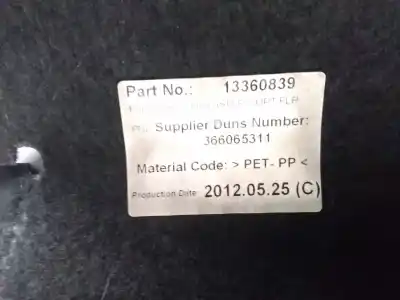 Part No.: 13360839
Supplier Duns Number:
366065311
Material Code: > PET- PP <
Production Date: 2012.05.25 (C)